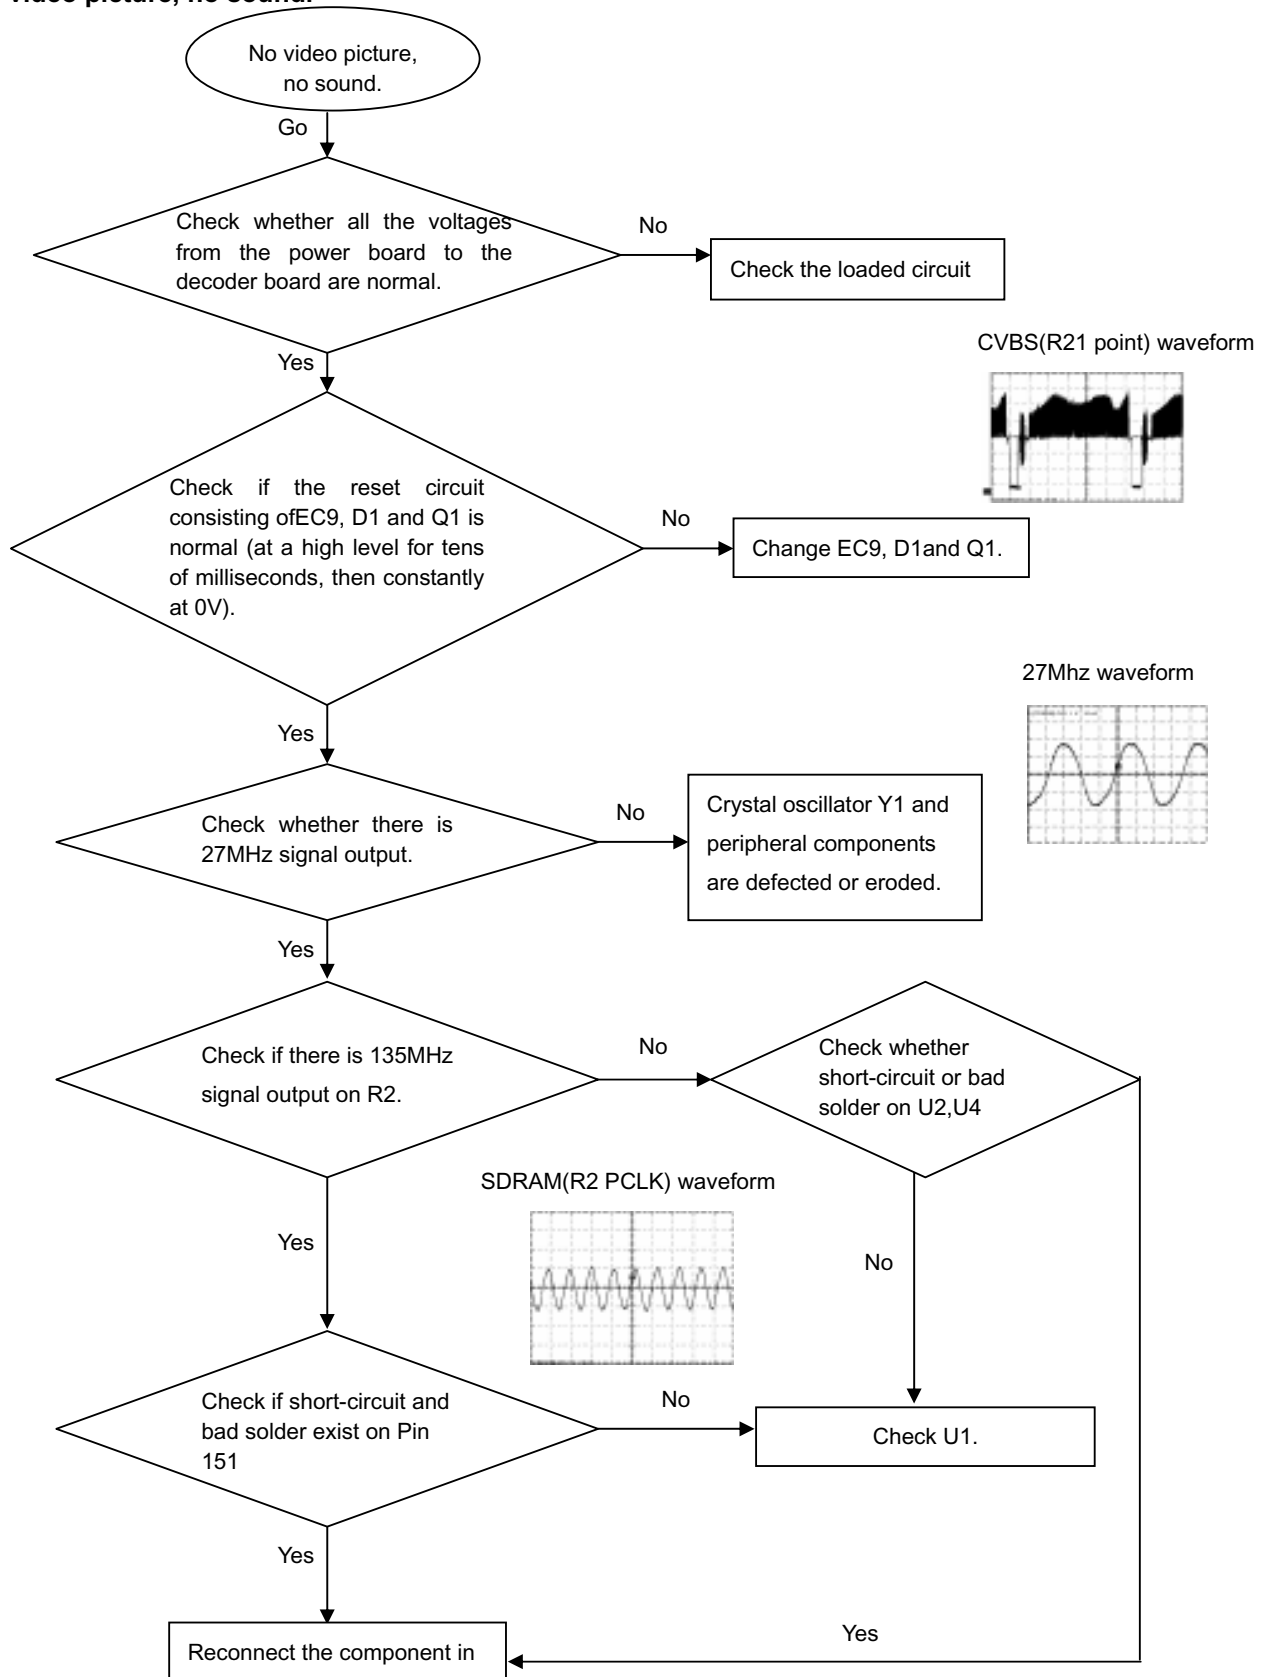 video picture, no sound.
No video picture,
no sound.
Go
Check whether all the voltages
from the power board to the
decoder board are normal.
No
Check the loaded circuit
Yes
CVBS(R21 point) waveform
Check if the reset circuit
consisting ofEC9, D1 and Q1 is
normal (at a high level for tens
of milliseconds, then constantly
at 0V).
No
Change EC9, D1and Q1.
27Mhz waveform
Yes
Check whether there is
27MHz signal output.
No
Crystal oscillator Y1 and
peripheral components
are defected or eroded.
Yes
Check if there is 135MHz
signal output on R2.
No
Check whether
short-circuit or bad
solder on U2,U4
SDRAM(R2 PCLK) waveform
Yes
No
Check if short-circuit and
bad solder exist on Pin
151
No
Check U1.
Yes
Yes
Reconnect the component in